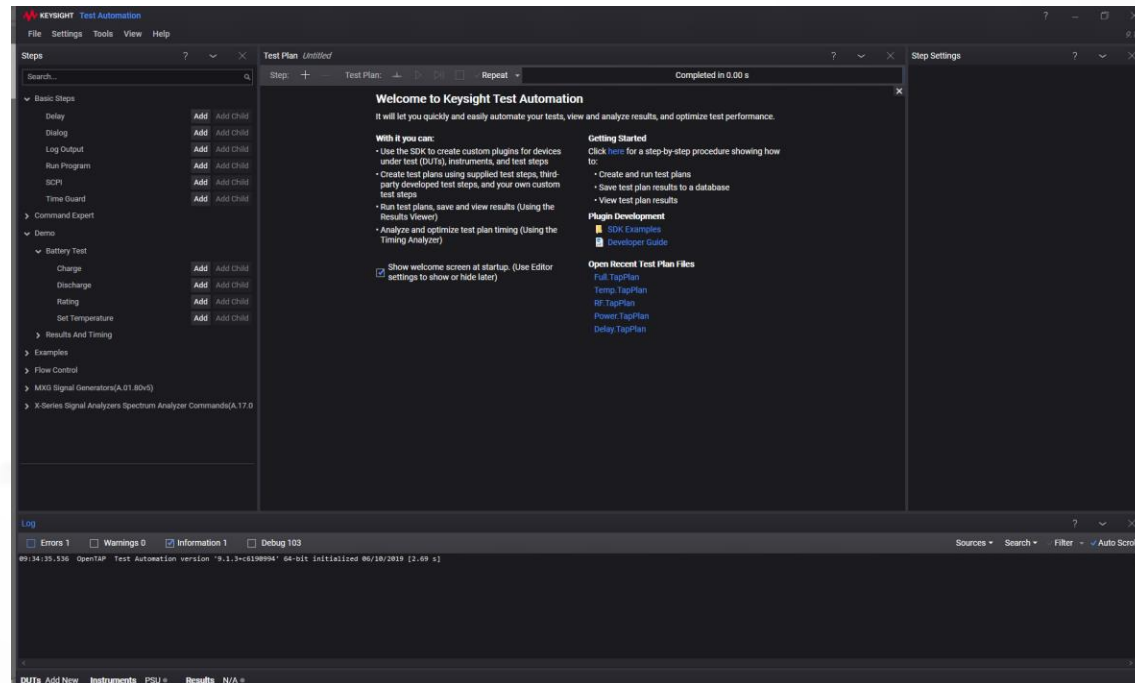 KEYSIGHT Test Automation
File Settings Tools View Help
Steps
Search...
Basic Steps
Delay Add Add Child
Dialog Add Add Child
Log Output Add Add Child
Run Program Add Add Child
SCPI Add Add Child
Time Guard Add Add Child
Command Expert
Demo
Battery Test
Charge Add Add Child
Discharge Add Add Child
Rating Add Add Child
Set Temperature Add Add Child
Results And Timing
Examples
Flow Control
MXG Signal Generators(A.01.80v5)
X-Series Signal Analyzers Spectrum Analyzer Commands(A.17.0
Test Plan Untitled
Step: Test Plan: Repeat Completed in 0.00 s
Welcome to Keysight Test Automation
It will let you quickly and easily automate your tests, view and analyze results, and optimize test performance.
With it you can:
• Use the SDK to create custom plugins for devices
under test (DUTs), instruments, and test steps
• Create test plans using supplied test steps, third-
party developed test steps, and your own custom
test steps
• Run test plans, save and view results (Using the
Results Viewer)
• Analyze and optimize test plan timing (Using the
Timing Analyzer)
Show welcome screen at startup. (Use Editor
settings to show or hide later)
Getting Started
Click here for a step-by-step procedure showing how
to:
• Create and run test plans
• Save test plan results to a database
• View test plan results
Plugin Development
SDK Examples
Developer Guide
Open Recent Test Plan Files
Full.TapPlan
Temp.TapPlan
RF.TapPlan
Power.TapPlan
Delay.TapPlan
Step Settings
Log
Errors 1 Warnings 0 Information 1 Debug 103 Sources Search Filter Auto Scrol
09:34:35.536 OpenTAP Test Automation version '9.1.3+c6190994' 64-bit initialized 06/10/2019 [2.69 s]
DUTs Add New Instruments PSU Results N/A